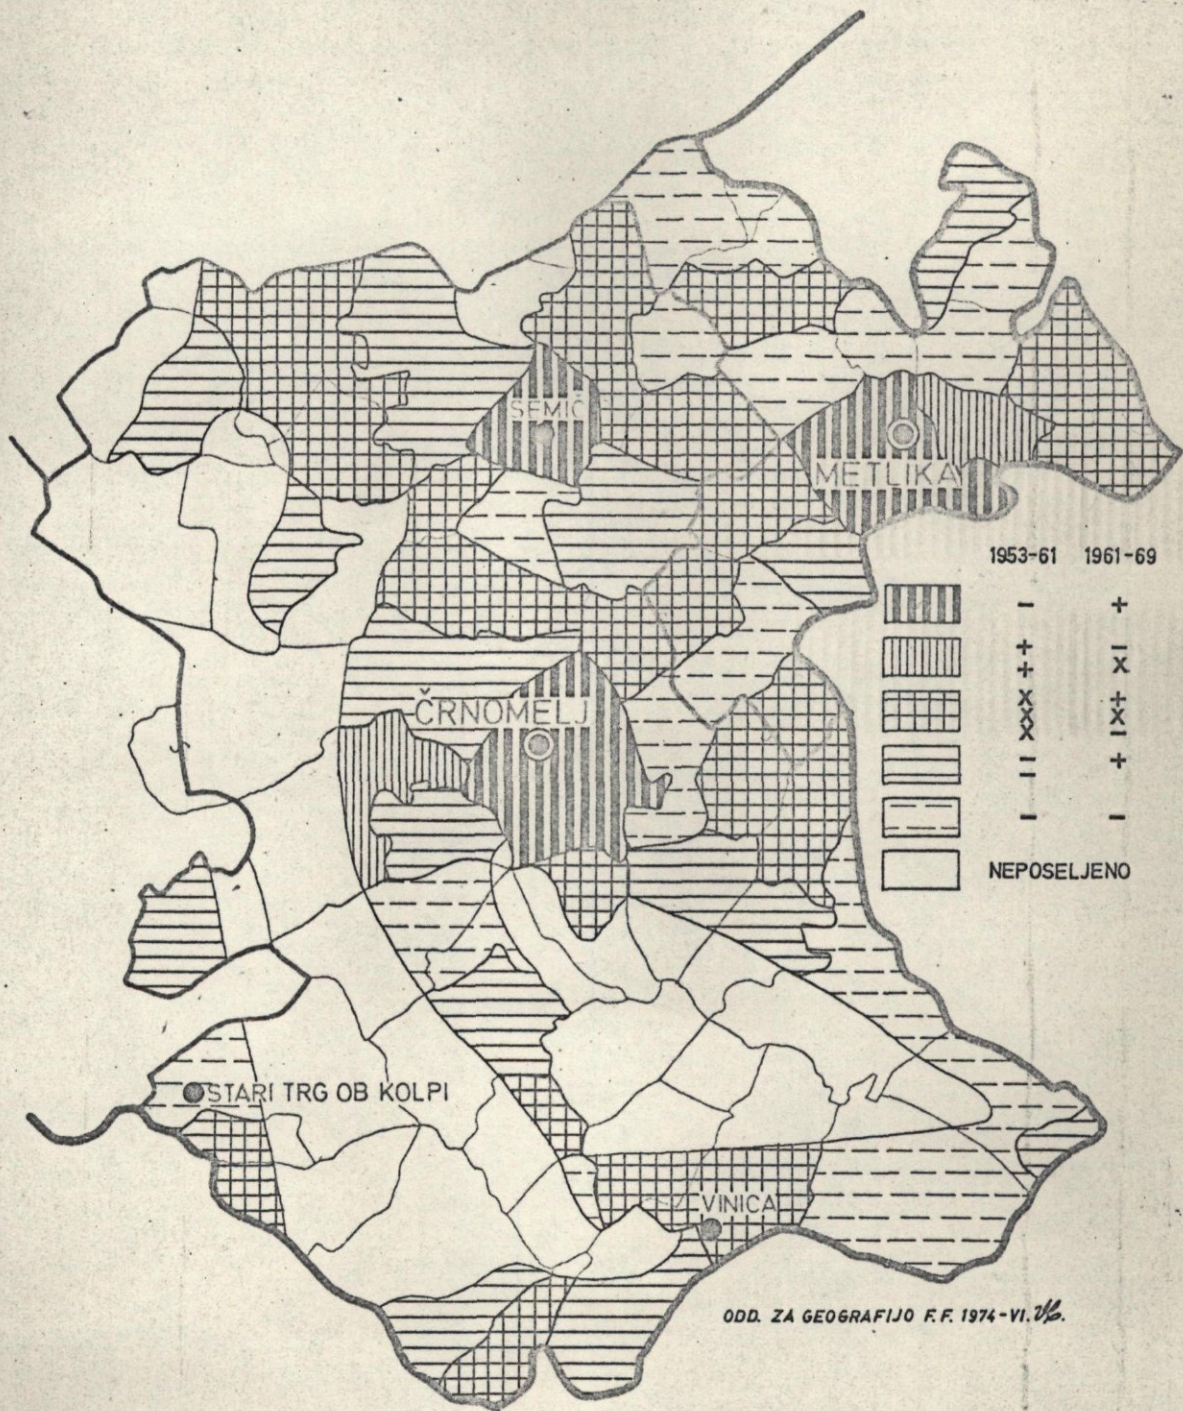 SEMIČ
METLIKA
1953-61 1961-69
- +
+ -
+ x
x +
x x
x -
- +
-
- -
ČRNOMELJ
NEPOSELJENO
STARI TRG OB KOLPI
VINICA
ODD. ZA GEOGRAFIJO F.F. 1974-VI.